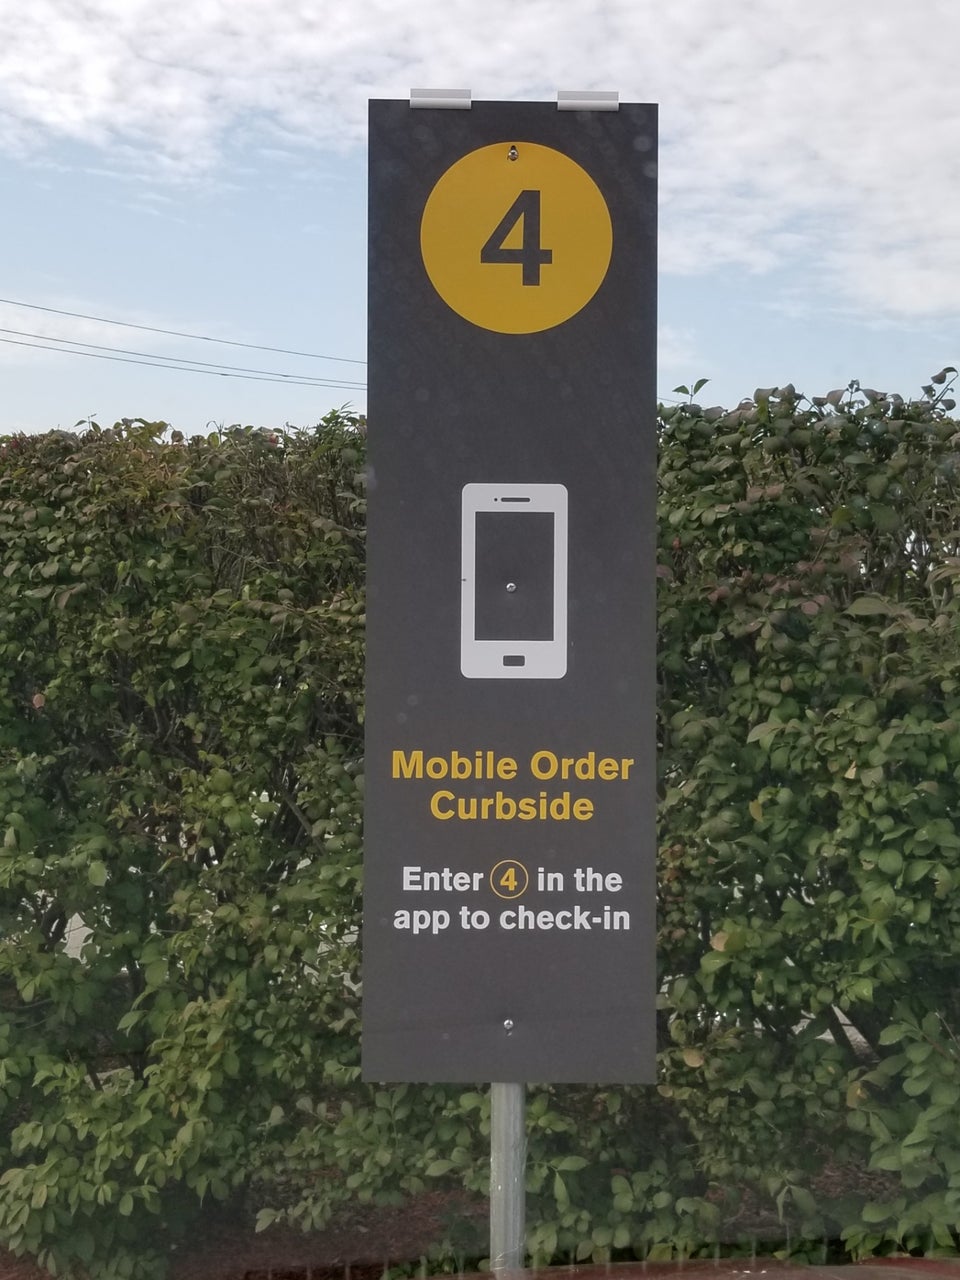 4
Mobile Order
Curbside
Enter 4 in the
app to check-in